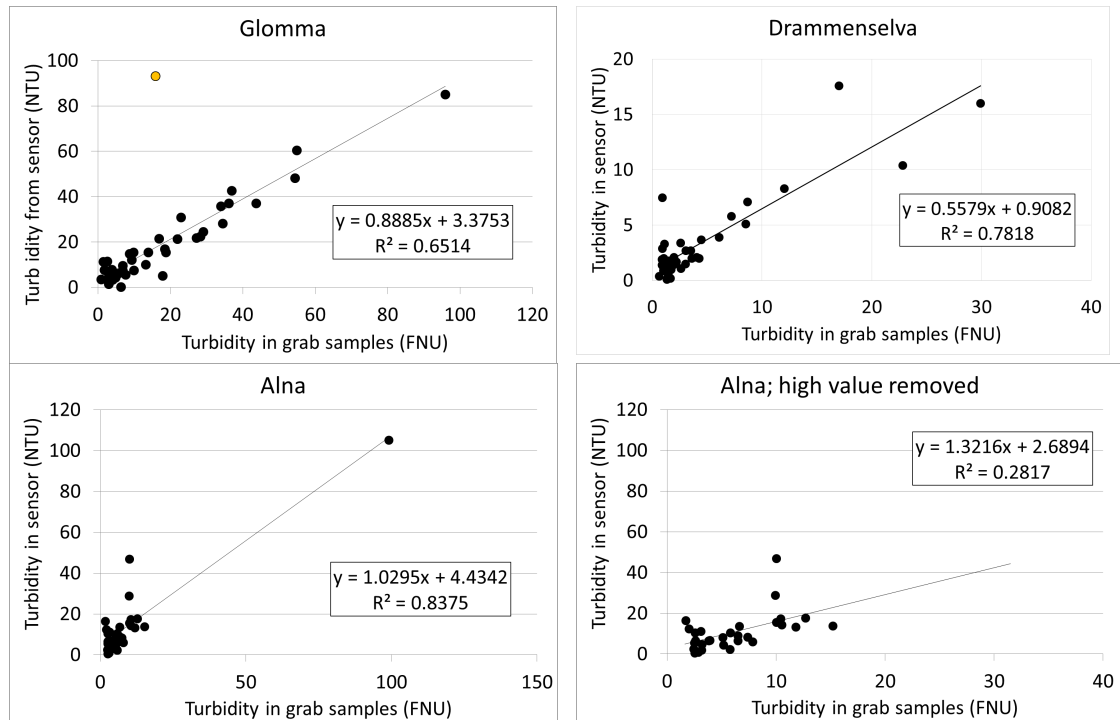 Glomma
Turb idity from sensor (NTU)
100
80
60
40
20
0
y = 0.8885x + 3.3753
R² = 0.6514
0 20 40 60 80 100 120
Turbidity in grab samples (FNU)
Drammenselva
Turbidity in sensor (NTU)
20
15
10
5
0
y = 0.5579x + 0.9082
R² = 0.7818
0 10 20 30 40
Turbidity in grab samples (FNU)
Alna
Turbidity in sensor (NTU)
120
100
80
60
40
20
0
y = 1.0295x + 4.4342
R² = 0.8375
0 50 100 150
Turbidity in grab samples (FNU)
Alna; high value removed
Turbidity in sensor (NTU)
120
100
80
60
40
20
0
y = 1.3216x + 2.6894
R² = 0.2817
0 10 20 30 40
Turbidity in grab samples (FNU)